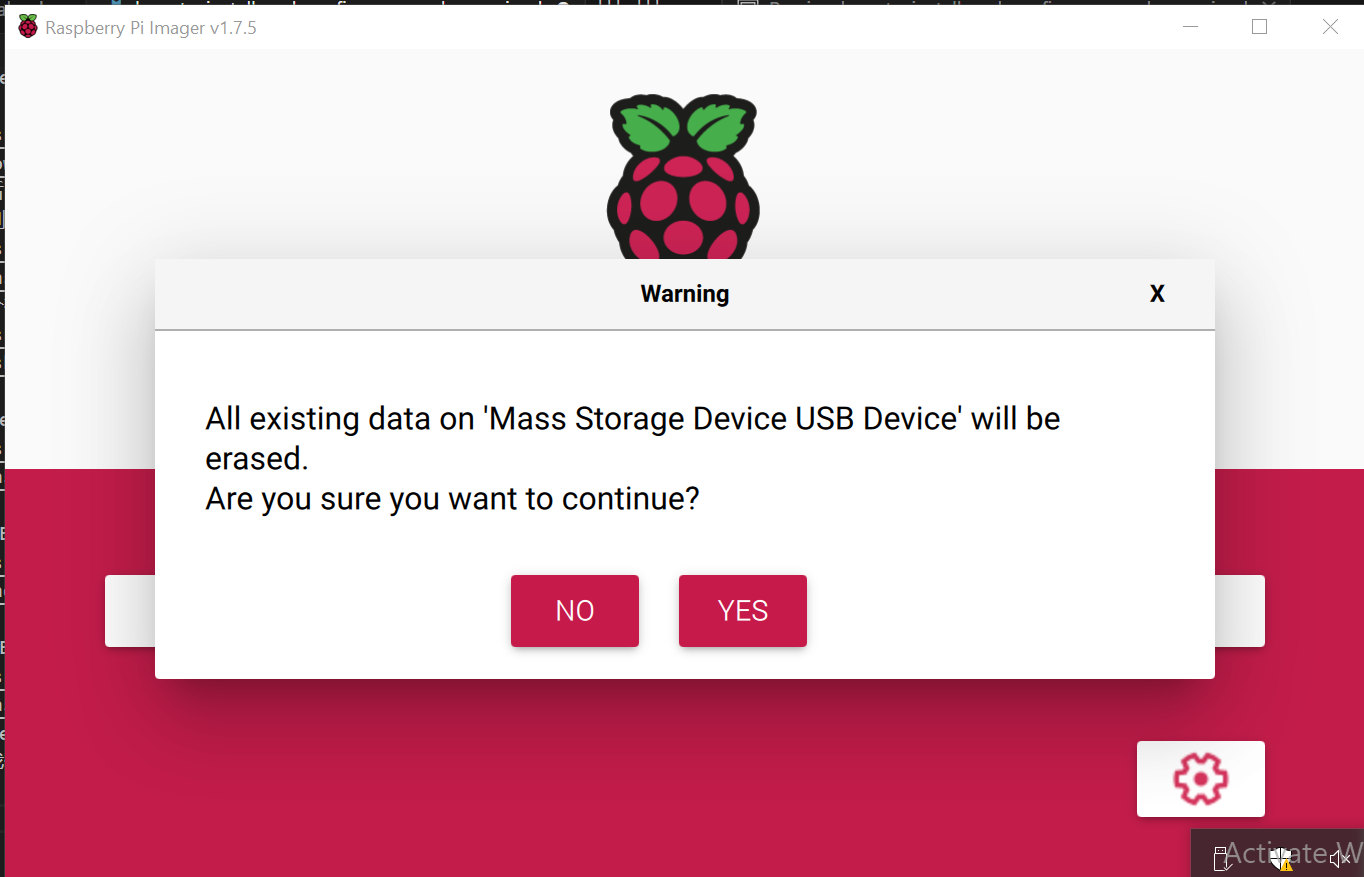 Raspberry Pi Imager v1.7.5
Warning
X
All existing data on 'Mass Storage Device USB Device' will be
erased.
Are you sure you want to continue?
NO
YES
Activate W